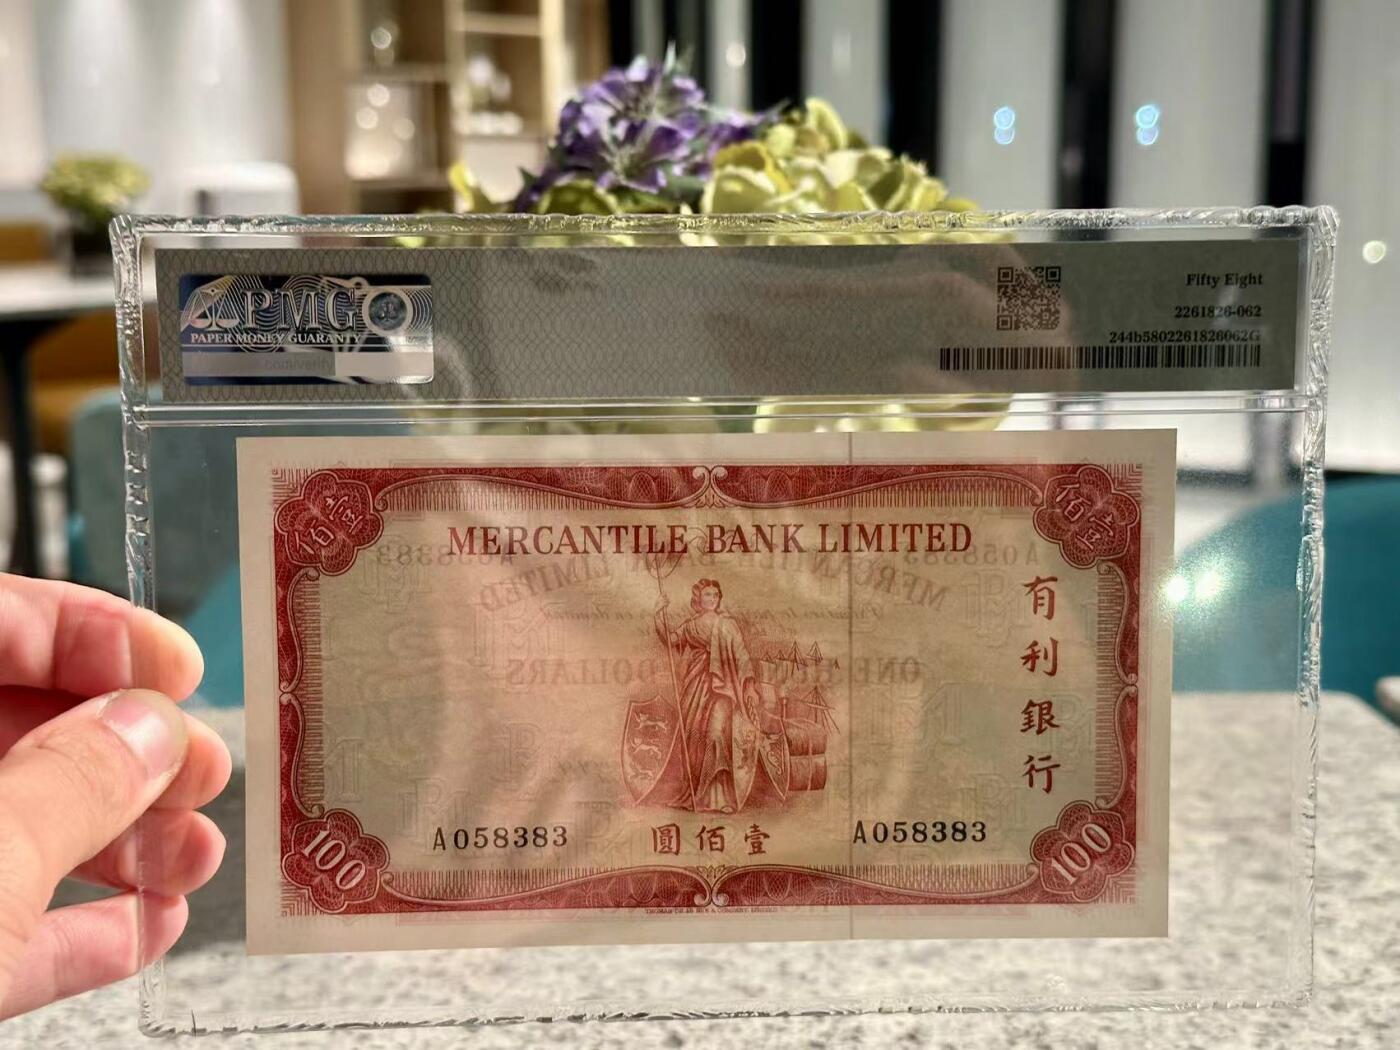 PMG
PAPER MONEY GUARANTY
Fifty Eight
2261826-062
244b5802261826062G
佰壹
佰壹
MERCANTILE BANK LIMITED
有利銀行
A058383
圓佰壹
A058383
100
100